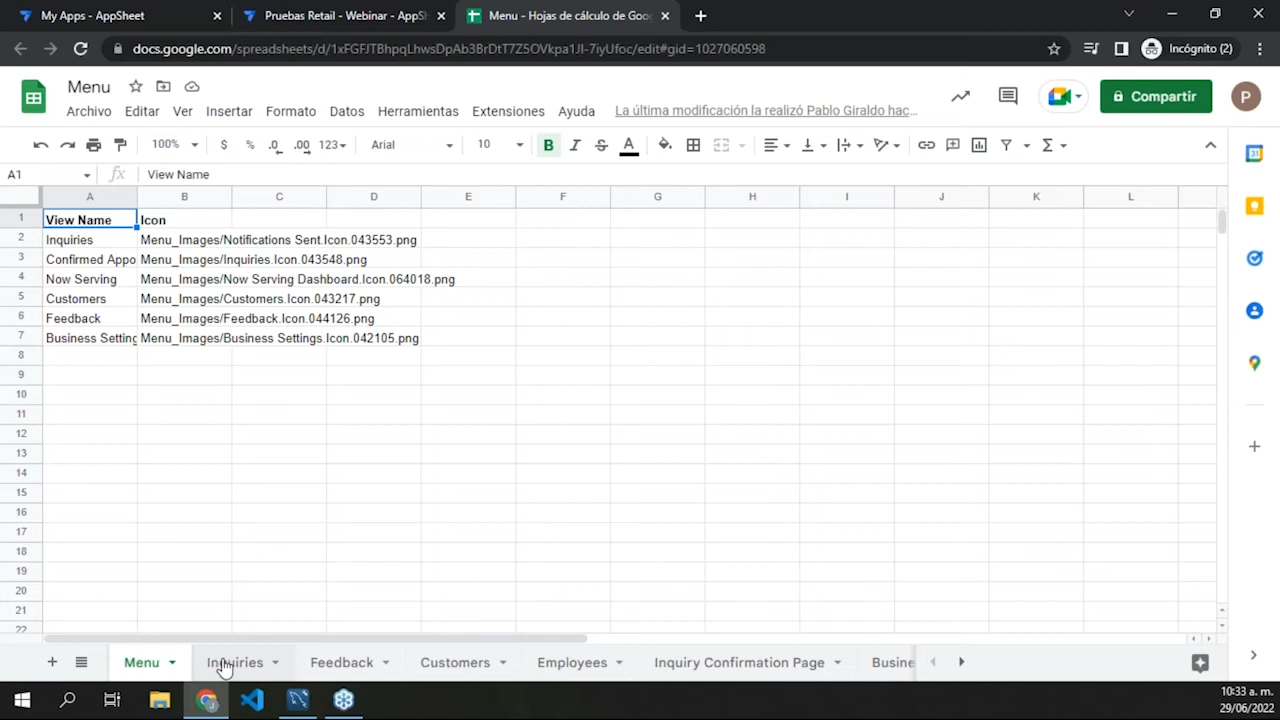 My Apps - AppSheet
Pruebas Retail - Webinar - AppSh
Menu - Hojas de cálculo de Goo
docs.google.com/spreadsheets/d/1xFGFJTBhpqLhwsDpAb3BrDtT7Z5OVkpa1JI-7iyUfoc/edit#gid=1027060598
Incógnito (2)
Menu
Archivo Editar Ver Insertar Formato Datos Herramientas Extensiones Ayuda La última modificación la realizó Pablo Giraldo hac...
Compartir
P
100% $ % .0 .00 123 Arial 10 B I S A
A1 fx View Name
A B C D E F G H I J K L
1 View Name Icon
2 Inquiries Menu_Images/Notifications Sent.Icon.043553.png
3 Confirmed Appo Menu_Images/Inquiries.Icon.043548.png
4 Now Serving Menu_Images/Now Serving Dashboard.Icon.064018.png
5 Customers Menu_Images/Customers.Icon.043217.png
6 Feedback Menu_Images/Feedback.Icon.044126.png
7 Business Setting Menu_Images/Business Settings.Icon.042105.png
8
9
10
11
12
13
14
15
16
17
18
19
20
21
22
Menu Inquiries Feedback Customers Employees Inquiry Confirmation Page Busine
10:33 a. m.
29/06/2022